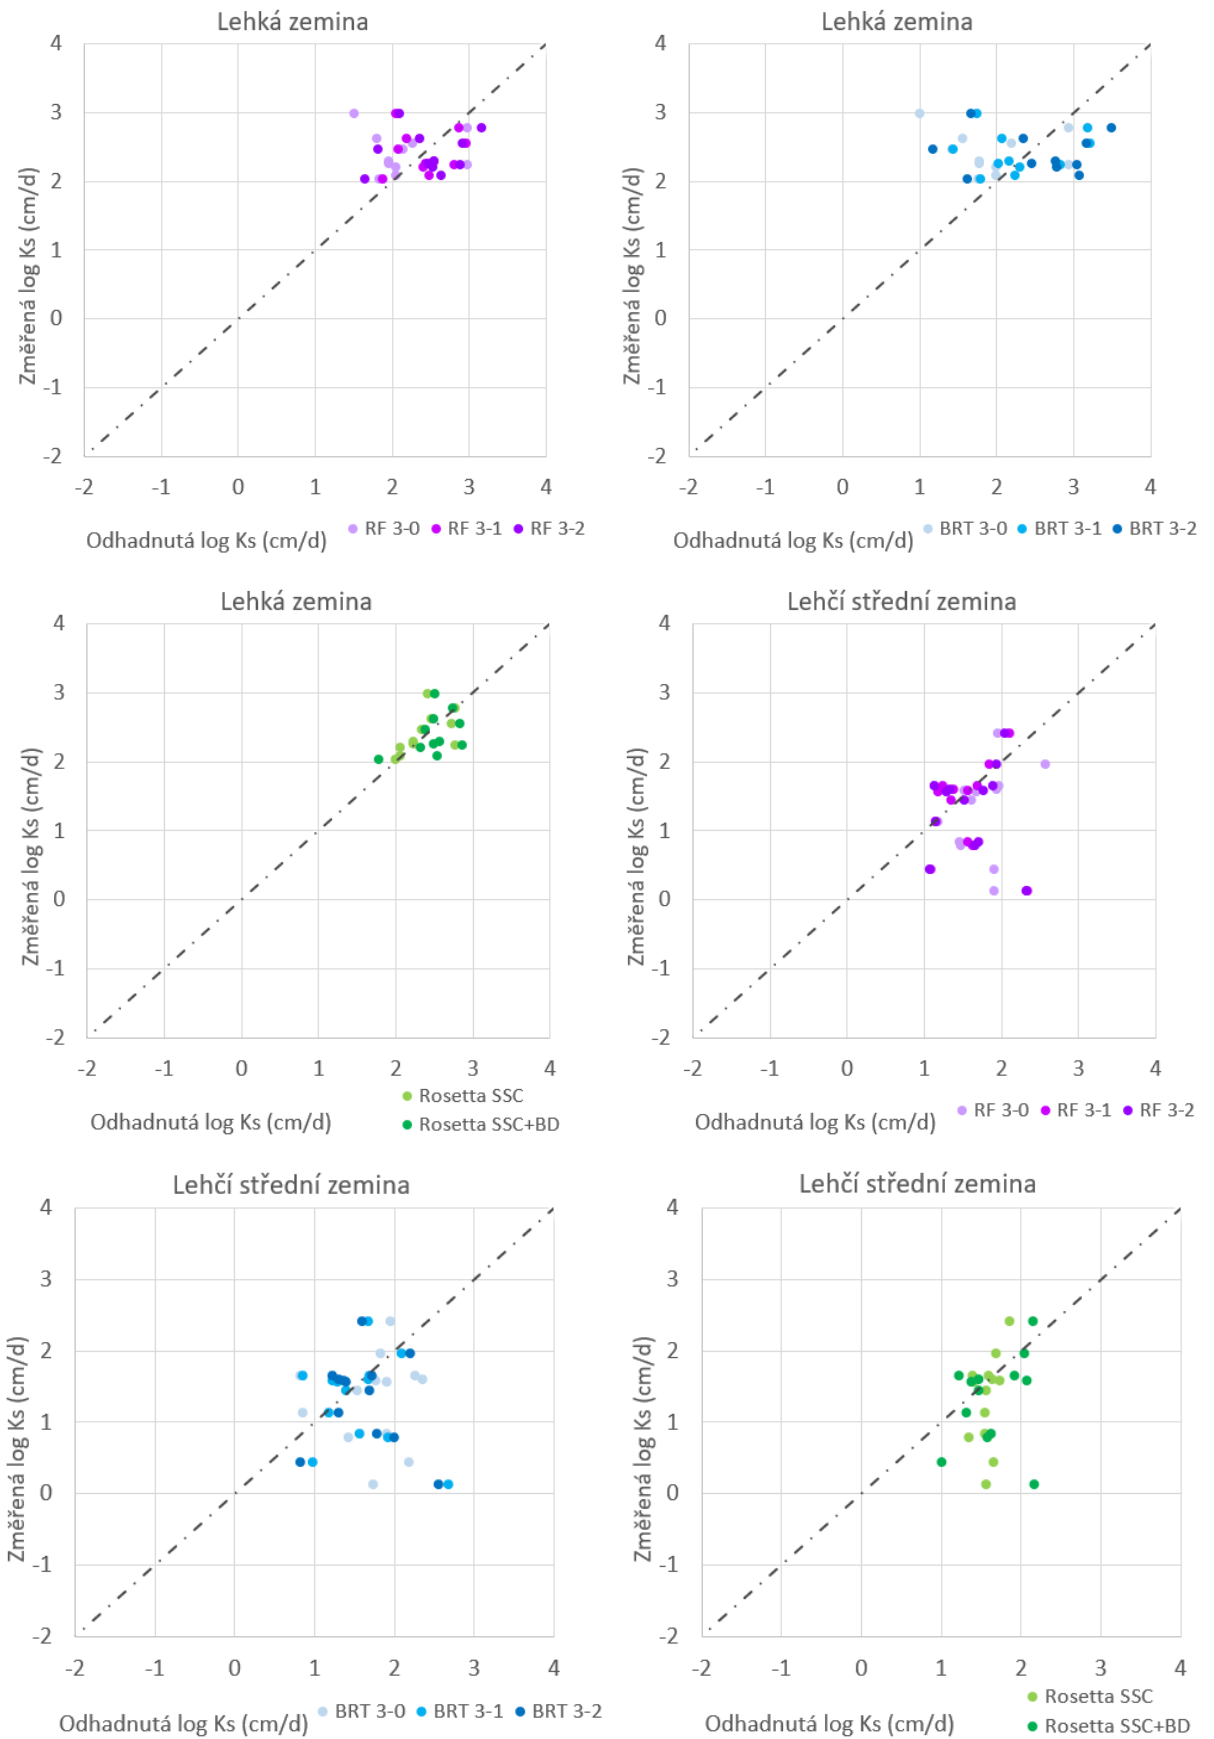 Lehká zemina
4
3
2
1
0
-1
-2
Změřená log Ks (cm/d)
-2 -1 0 1 2 3 4
Odhadnutá log Ks (cm/d)
RF 3-0 RF 3-1 RF 3-2
Lehká zemina
4
3
2
1
0
-1
-2
Změřená log Ks (cm/d)
-2 -1 0 1 2 3 4
Odhadnutá log Ks (cm/d)
BRT 3-0 BRT 3-1 BRT 3-2
Lehká zemina
4
3
2
1
0
-1
-2
Změřená log Ks (cm/d)
-2 -1 0 1 2 3 4
Rosetta SSC
Odhadnutá log Ks (cm/d)
Rosetta SSC+BD
Lehčí střední zemina
4
3
2
1
0
-1
-2
Změřená log Ks (cm/d)
-2 -1 0 1 2 3 4
Odhadnutá log Ks (cm/d)
RF 3-0 RF 3-1 RF 3-2
Lehčí střední zemina
4
3
2
1
0
-1
-2
Změřená log Ks (cm/d)
-2 -1 0 1 2 3 4
Odhadnutá log Ks (cm/d)
BRT 3-0 BRT 3-1 BRT 3-2
Lehčí střední zemina
4
3
2
1
0
-1
-2
Změřená log Ks (cm/d)
-2 -1 0 1 2 3 4
Rosetta SSC
Odhadnutá log Ks (cm/d)
Rosetta SSC+BD